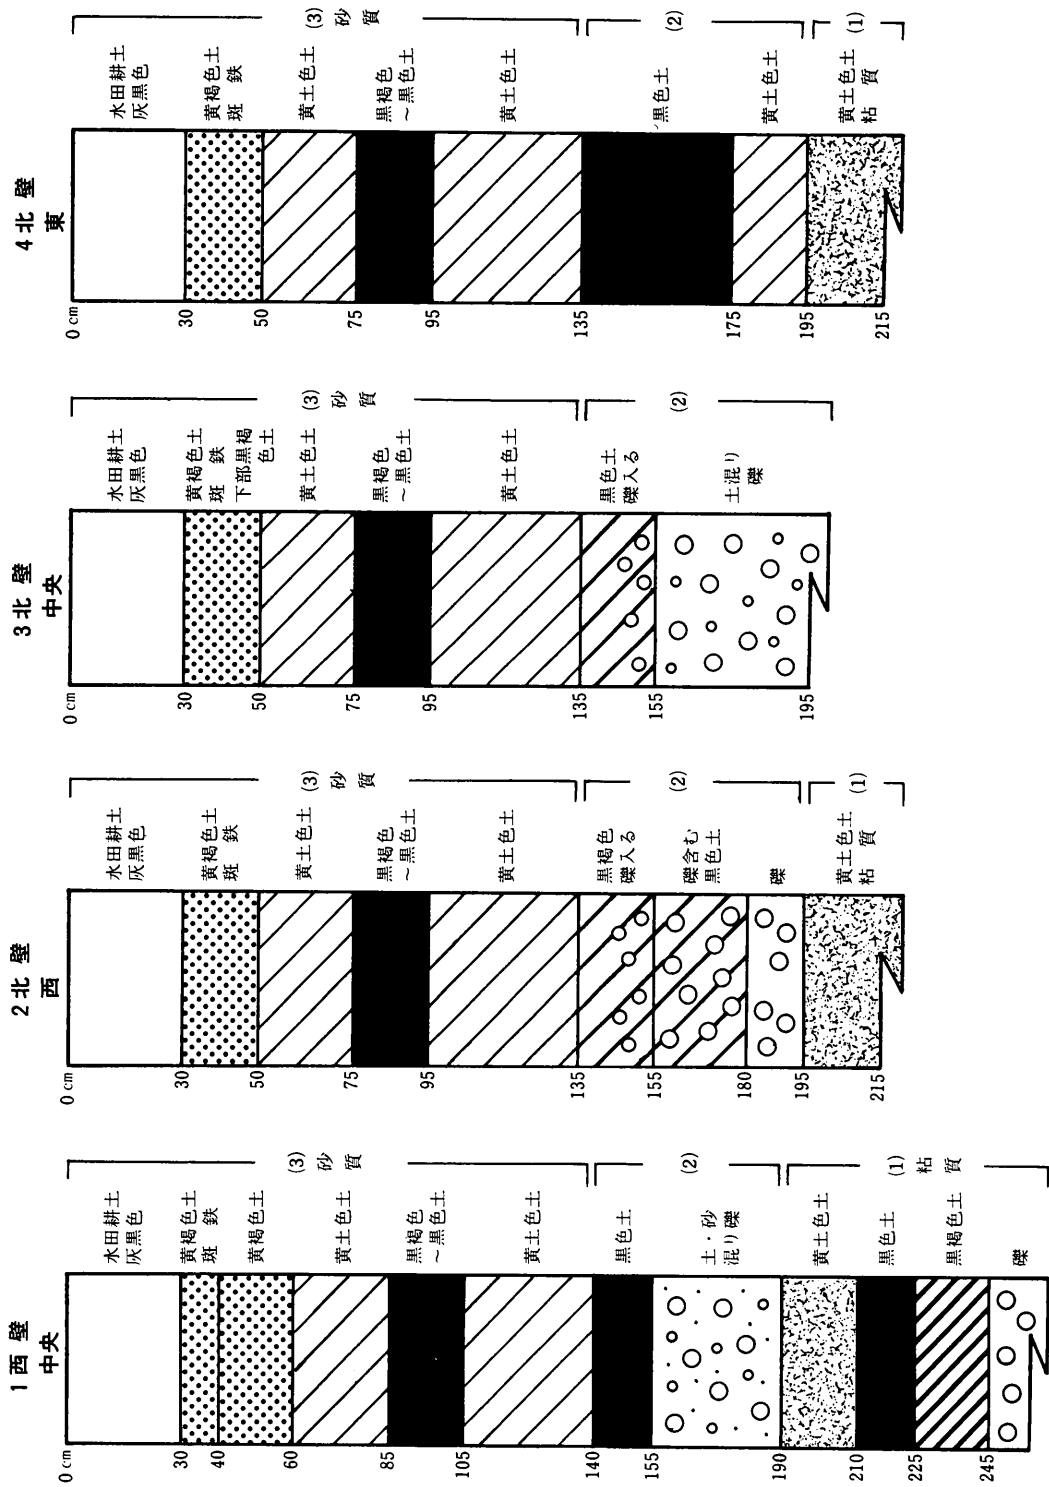 1西壁
中央
0cm
30
40
60
85
105
140
155
190
210
225
245
水田耕土
灰黒色
黄褐色土
斑鉄
黄褐色土
黄土色土
黒褐色
～黒色土
黄土色土
黒色土
土・砂
混り礫
黄土色土
黒色土
黒褐色土
礫
(3)砂質
(2)
(1)粘質
2北壁
西
0cm
30
50
75
95
135
155
180
195
215
水田耕土
灰黒色
黄褐色土
斑鉄
黄土色土
黒褐色
～黒色土
黄土色土
黒褐色
礫入る
礫含む
黒色土
礫
黄土色土
粘質
(3)砂質
(2)
(1)
3北壁
中央
0cm
30
50
75
95
135
155
195
水田耕土
灰黒色
黄褐色土
斑鉄
下部黒褐
色土
黄土色土
黒褐色
～黒色土
黄土色土
黒色土
礫入る
土混り
礫
(3)砂質
(2)
4北壁
東
0cm
30
50
75
95
135
175
195
215
水田耕土
灰黒色
黄褐色土
斑鉄
黄土色土
黒褐色
～黒色土
黄土色土
黒色土
黄土色土
黄土色土
粘質
(3)砂質
(2)
(1)